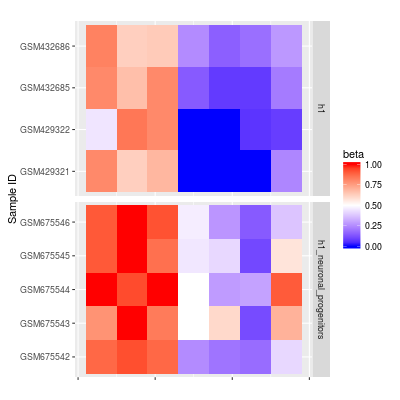 GSM432686
GSM432685
GSM429322
GSM429321
h1
GSM675546
GSM675545
GSM675544
GSM675543
GSM675542
h1_neuronal_progenitors
Sample ID
beta
1.00
0.75
0.50
0.25
0.00